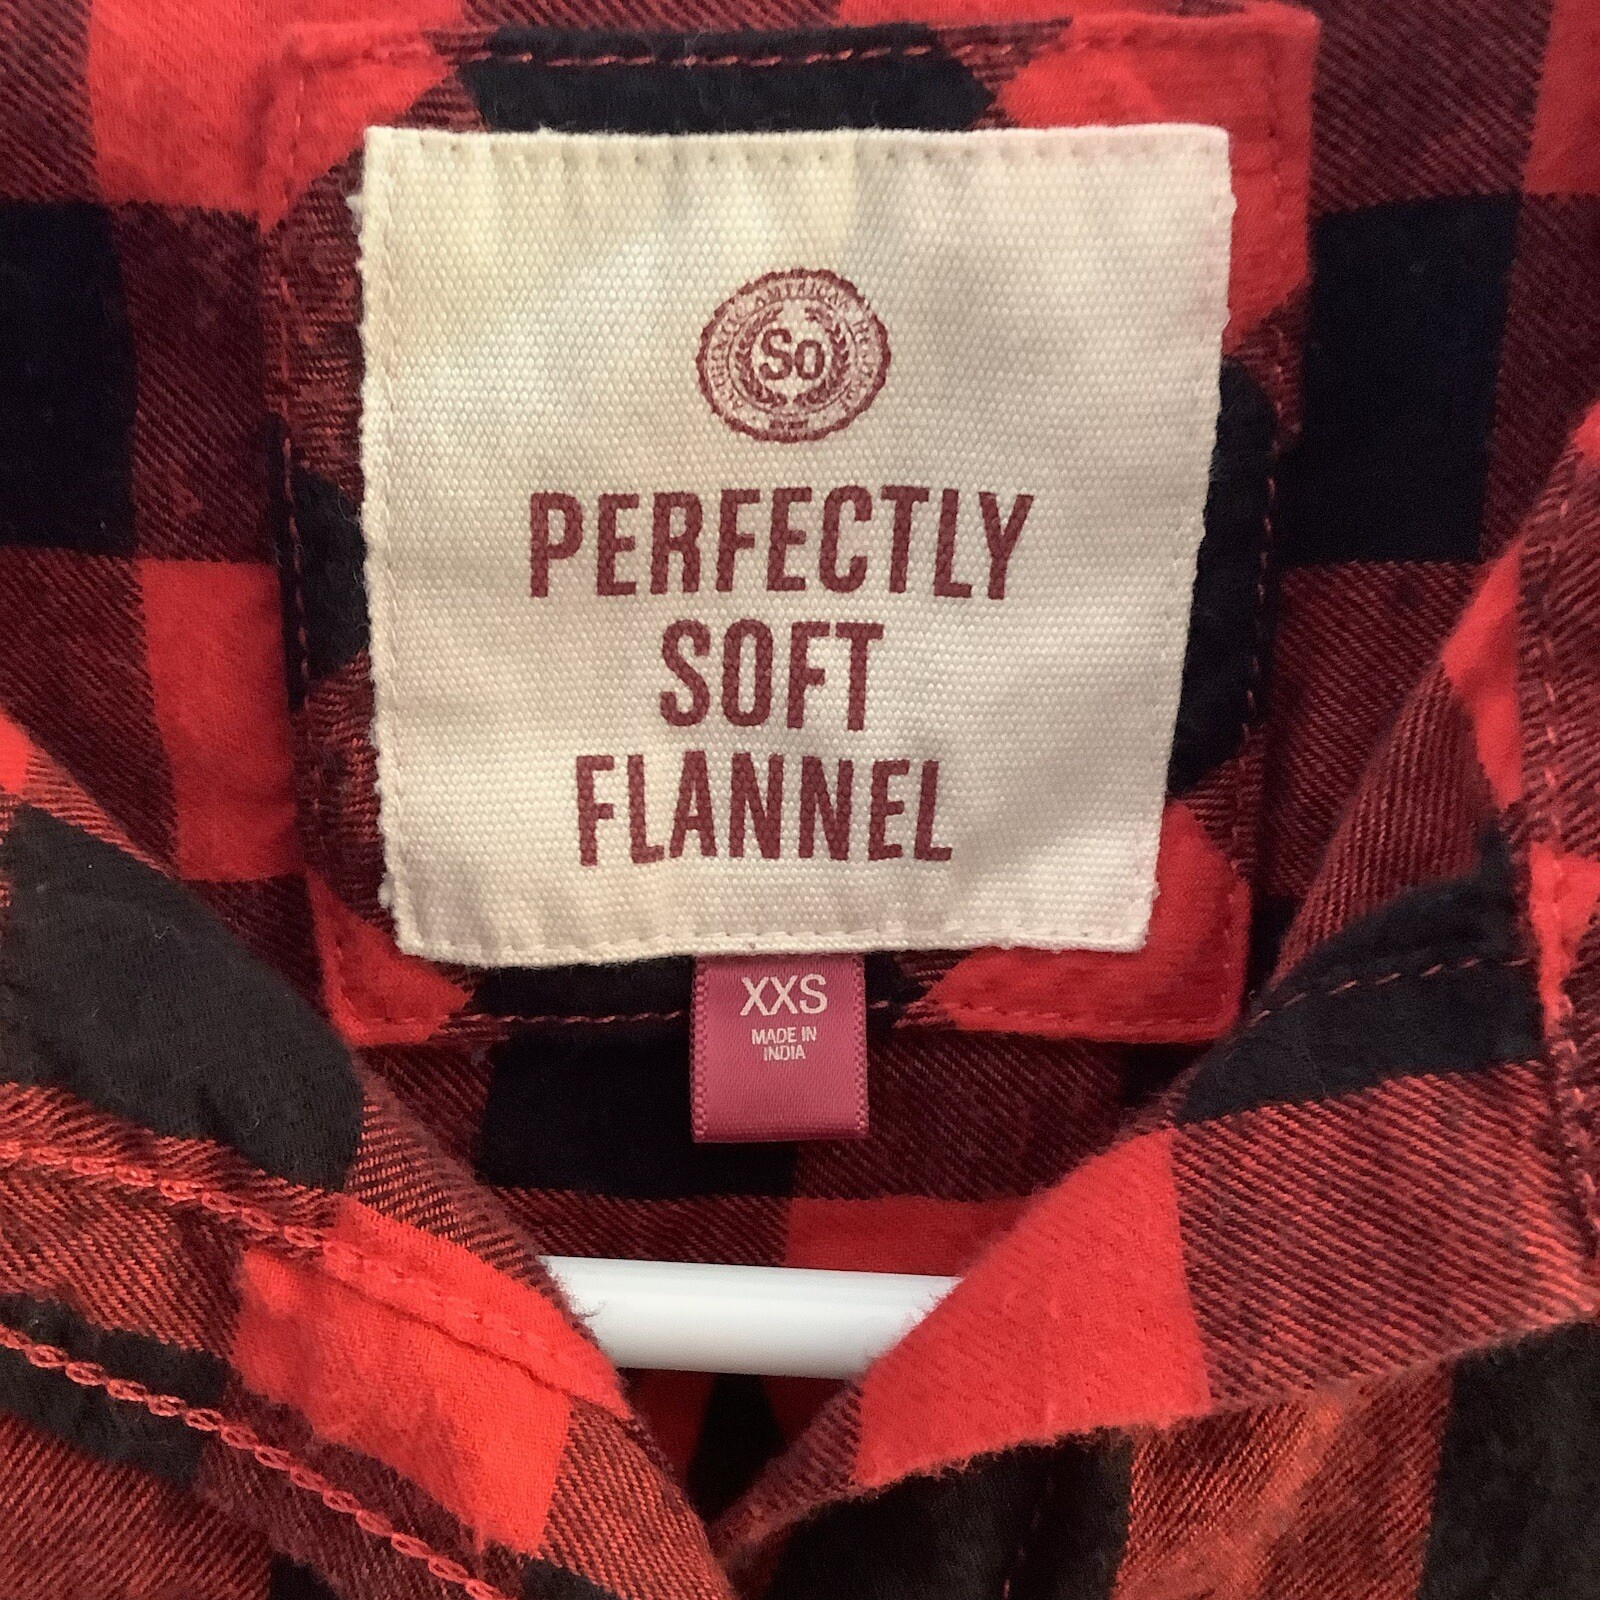 So
PERFECTLY
SOFT
FLANNEL
XXS
MADE IN
INDIA